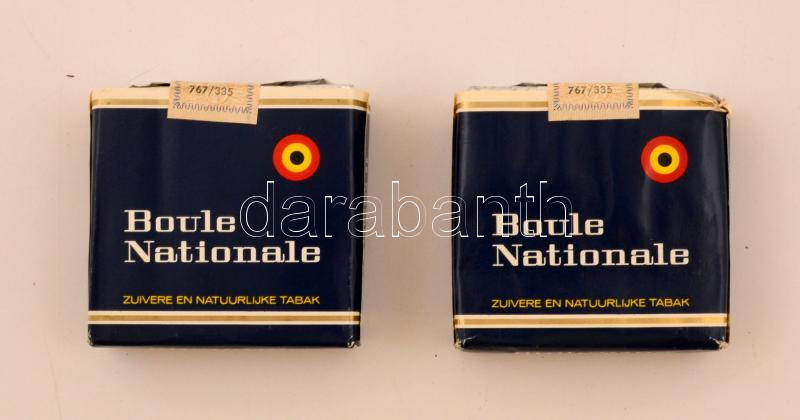 767/335
Boule
Nationale
ZUIVERE EN NATUURLIJKE TABAK
767/335
Boule
Nationale
ZUIVERE EN NATUURLIJKE TABAK
darabanth